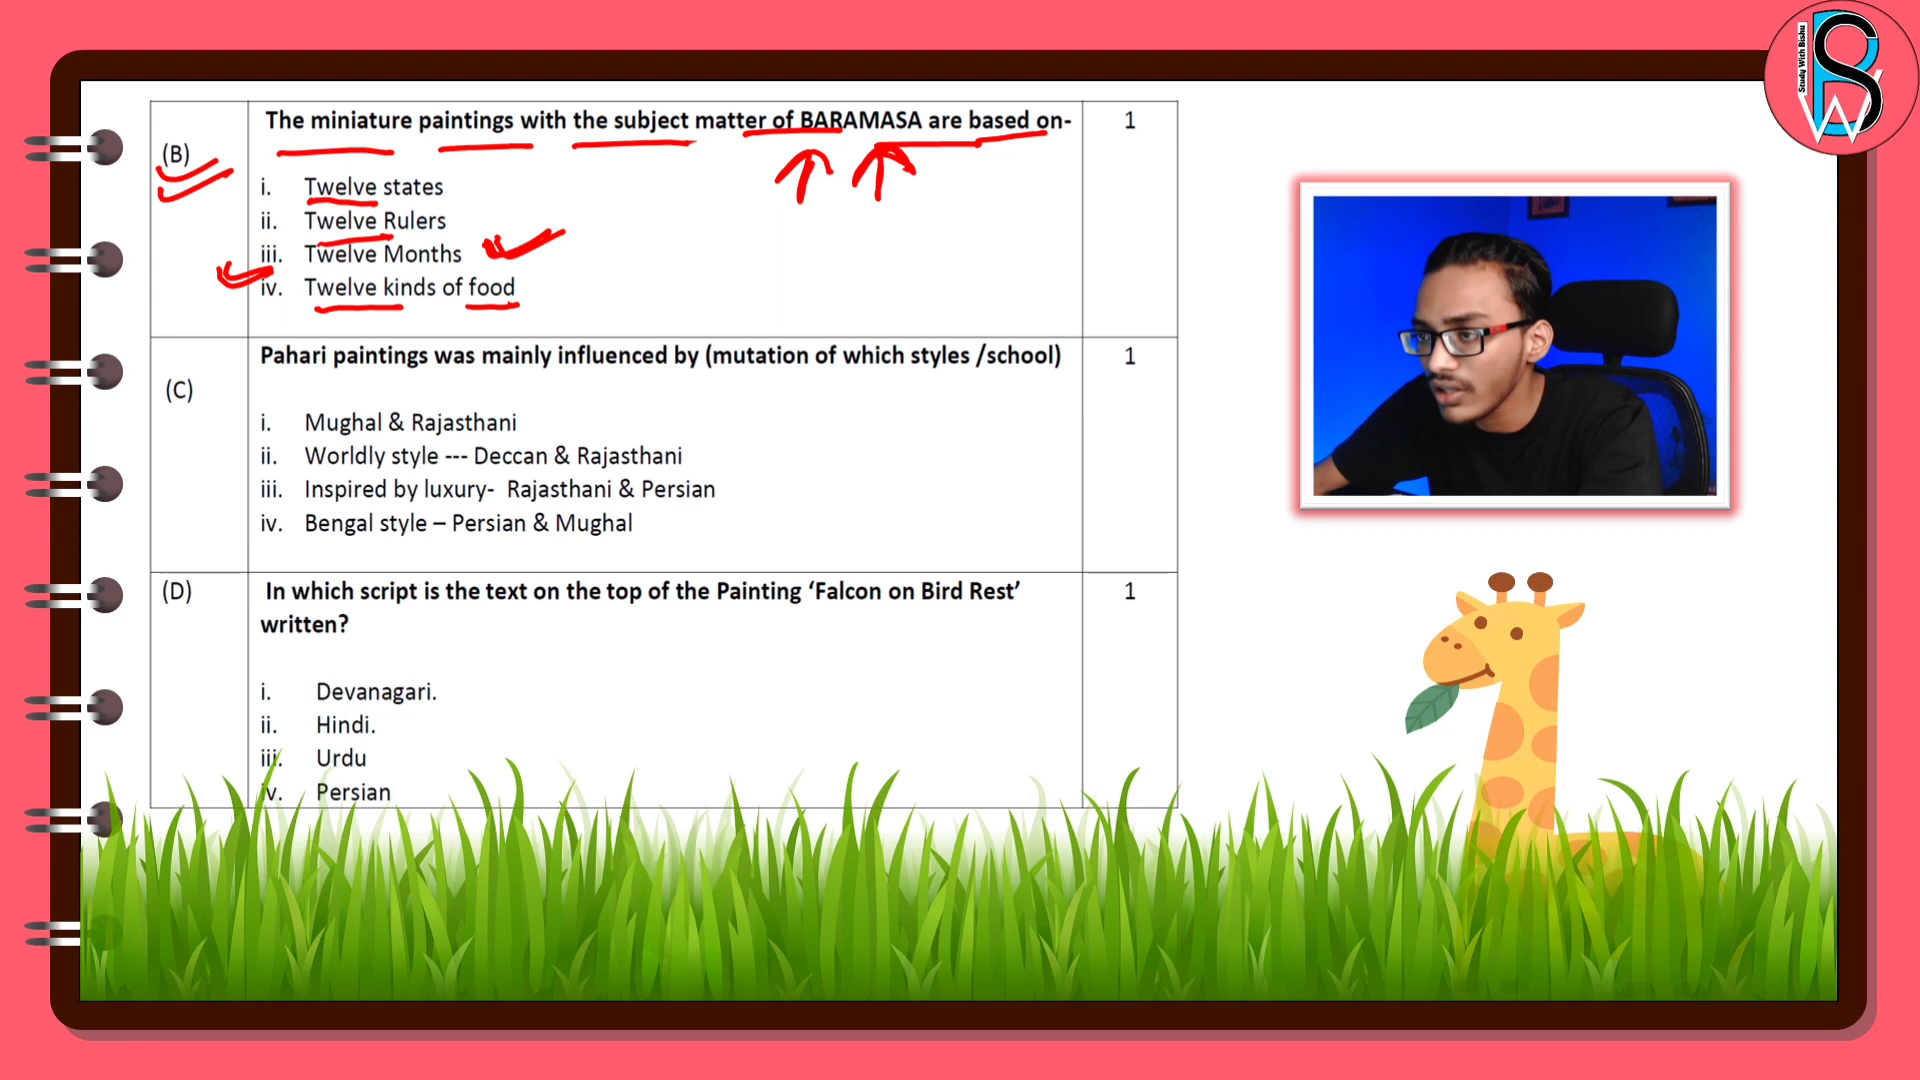 Study With Bishu
BSW
(B)
The miniature paintings with the subject matter of BARAMASA are based on-
1
i. Twelve states
ii. Twelve Rulers
iii. Twelve Months
iv. Twelve kinds of food
(C)
Pahari paintings was mainly influenced by (mutation of which styles /school)
1
i. Mughal & Rajasthani
ii. Worldly style --- Deccan & Rajasthani
iii. Inspired by luxury- Rajasthani & Persian
iv. Bengal style – Persian & Mughal
(D)
In which script is the text on the top of the Painting ‘Falcon on Bird Rest’
written?
1
i. Devanagari.
ii. Hindi.
iii. Urdu
iv. Persian